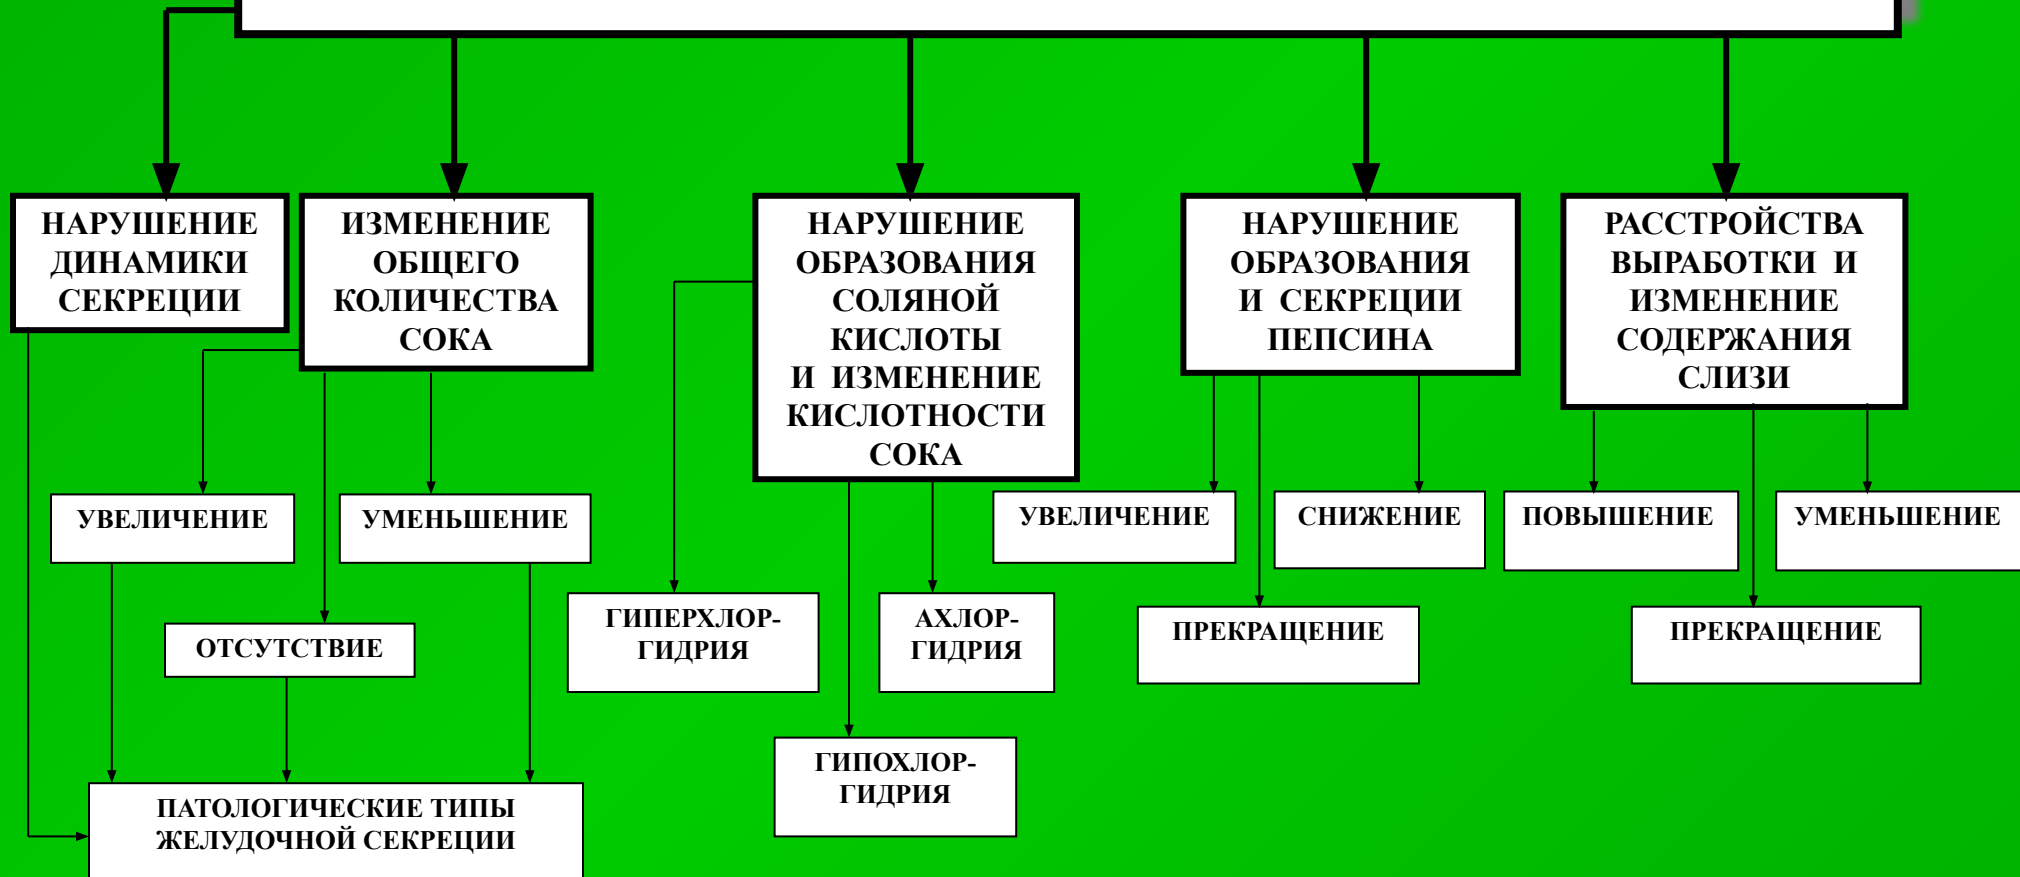 НАРУШЕНИЕ
ДИНАМИКИ
СЕКРЕЦИИ
ИЗМЕНЕНИЕ
ОБЩЕГО
КОЛИЧЕСТВА
СОКА
НАРУШЕНИЕ
ОБРАЗОВАНИЯ
СОЛЯНОЙ
КИСЛОТЫ
И ИЗМЕНЕНИЕ
КИСЛОТНОСТИ
СОКА
НАРУШЕНИЕ
ОБРАЗОВАНИЯ
И СЕКРЕЦИИ
ПЕПСИНА
РАССТРОЙСТВА
ВЫРАБОТКИ И
ИЗМЕНЕНИЕ
СОДЕРЖАНИЯ
СЛИЗИ
УВЕЛИЧЕНИЕ
УМЕНЬШЕНИЕ
УВЕЛИЧЕНИЕ
СНИЖЕНИЕ
ПОВЫШЕНИЕ
УМЕНЬШЕНИЕ
ОТСУТСТВИЕ
ГИПЕРХЛОР-
ГИДРИЯ
АХЛОР-
ГИДРИЯ
ПРЕКРАЩЕНИЕ
ПРЕКРАЩЕНИЕ
ГИПОХЛОР-
ГИДРИЯ
ПАТОЛОГИЧЕСКИЕ ТИПЫ
ЖЕЛУДОЧНОЙ СЕКРЕЦИИ